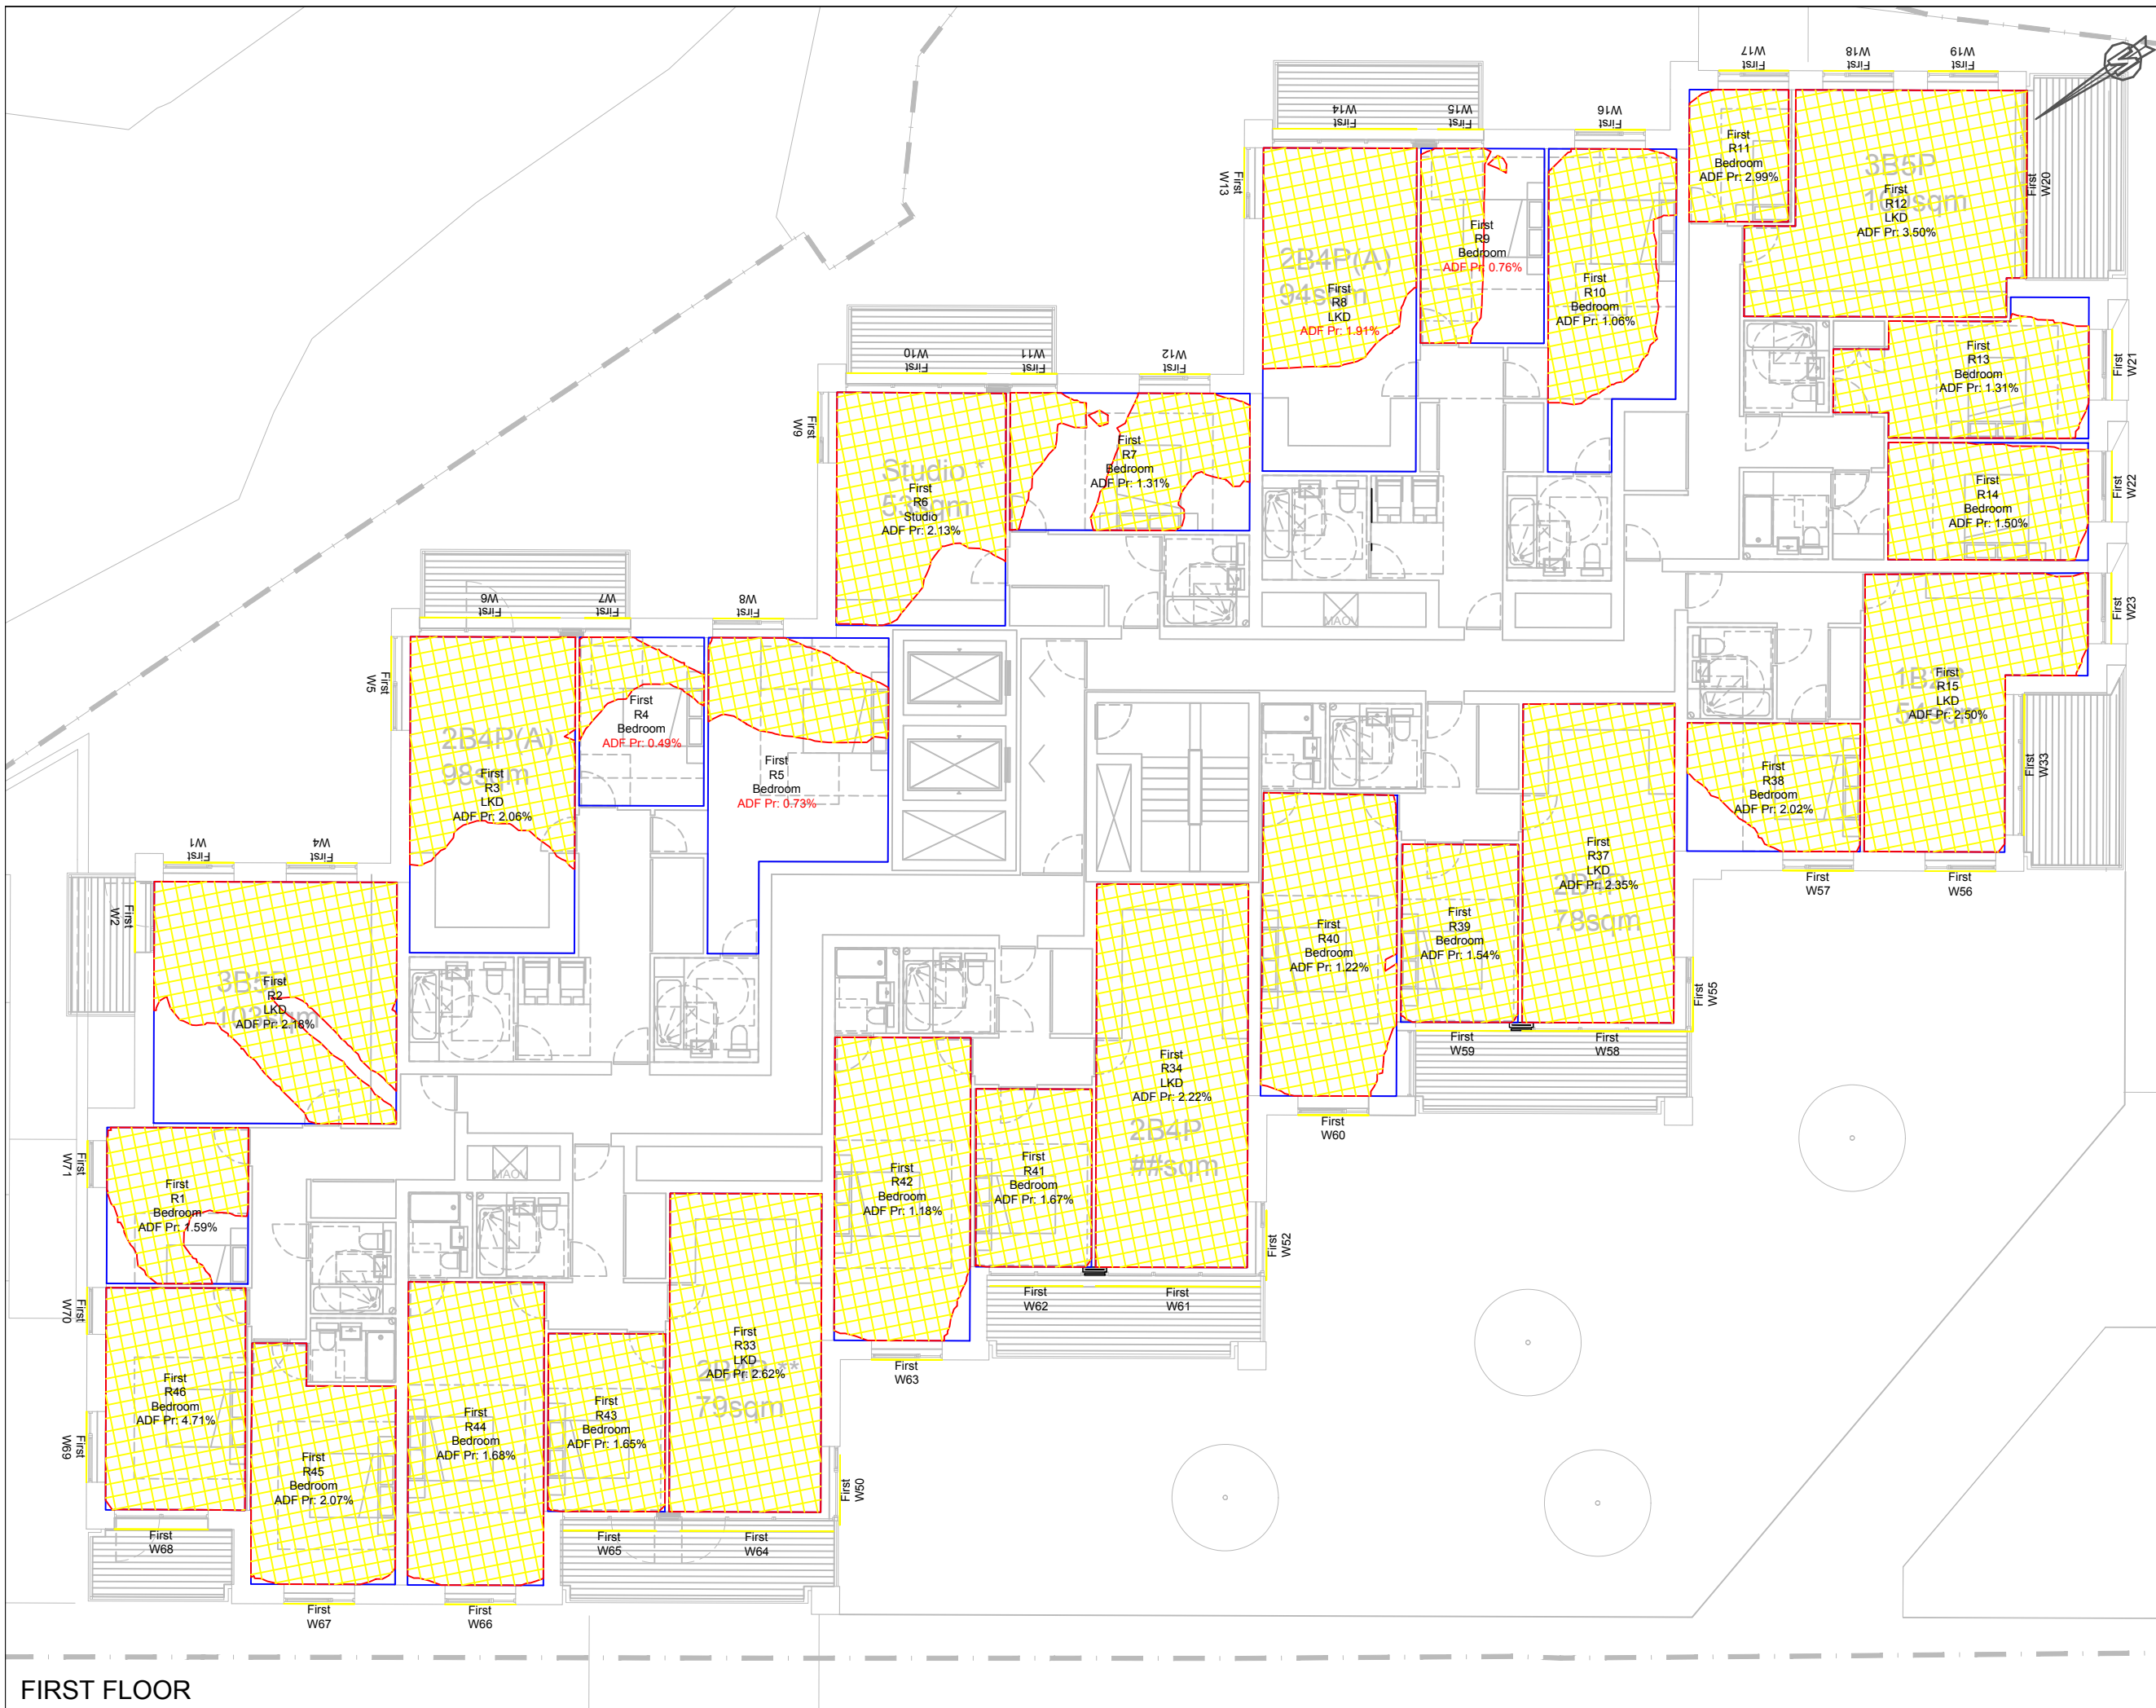 W17
First
W18
First
W19
First
N
W14
First
W15
First
W16
First
First
W13
First
R11
Bedroom
ADF Pr: 2.99%
3B5P
First
R12
LKD
ADF Pr: 3.50%
First
W20
2B4P(A)
First
R8
LKD
ADF Pr: 1.91%
First
R9
Bedroom
ADF Pr: 0.76%
First
R10
Bedroom
ADF Pr: 1.06%
First
R13
Bedroom
ADF Pr: 1.31%
First
W21
W10
First
W11
First
W12
First
First
W9
Studio *
53sqm
First
R6
Studio
ADF Pr: 2.13%
First
R7
Bedroom
ADF Pr: 1.31%
First
R14
Bedroom
ADF Pr: 1.50%
First
W22
MAOV
First
W23
W6
First
W7
First
W8
First
First
W5
2B4P(A)
98sqm
First
R3
LKD
ADF Pr: 2.06%
First
R4
Bedroom
ADF Pr: 0.49%
First
R5
Bedroom
ADF Pr: 0.73%
First
R15
LKD
ADF Pr: 2.50%
First
W33
First
R38
Bedroom
ADF Pr: 2.02%
First
W57
First
W56
First
R37
LKD
ADF Pr: 2.35%
78sqm
First
R39
Bedroom
ADF Pr: 1.54%
First
R40
Bedroom
ADF Pr: 1.22%
First
W55
First
W59
First
W58
First
W60
W1
First
W4
First
First
W2
First
R2
LKD
ADF Pr: 2.18%
First
R34
LKD
ADF Pr: 2.22%
2B4P
##sqm
First
R41
Bedroom
ADF Pr: 1.67%
First
R42
Bedroom
ADF Pr: 1.18%
First
W52
First
W62
First
W61
First
W63
First
W71
First
R1
Bedroom
ADF Pr: 1.59%
MAOV
First
W70
First
R46
Bedroom
ADF Pr: 4.71%
First
W69
First
R45
Bedroom
ADF Pr: 2.07%
First
R44
Bedroom
ADF Pr: 1.68%
First
R43
Bedroom
ADF Pr: 1.65%
First
R33
LKD
ADF Pr: 2.62%
2B4P **
79sqm
First
W50
First
W68
First
W65
First
W64
First
W67
First
W66
FIRST FLOOR